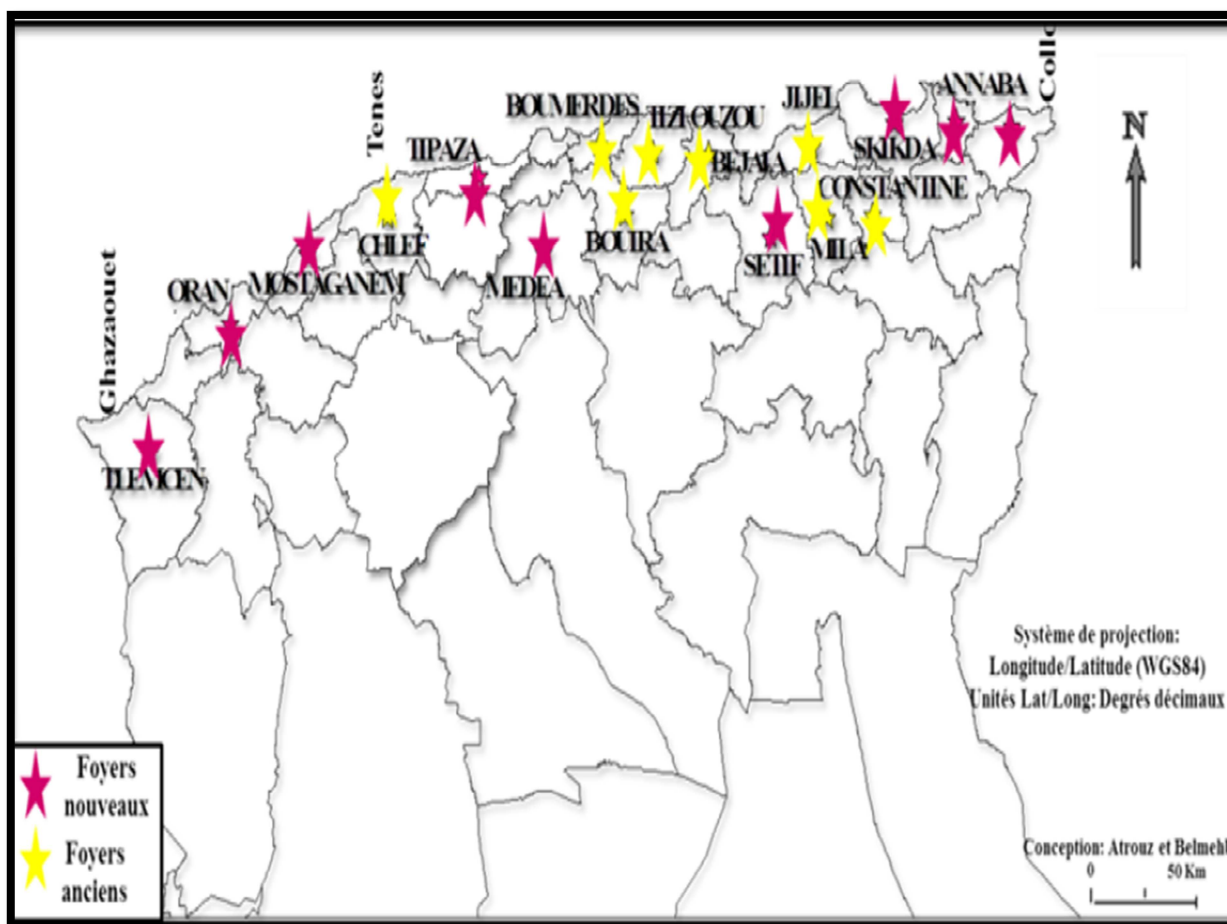 Collo
Tenes
BOUMERDES
TIZI OUZOU
JIJEL
ANNABA
N
TIPAZA
BEJAIA
SKIKDA
CONSTANTINE
CHLEF
BOUIRA
MILA
SETIF
ORAN
MOSTAGANEM
MEDEA
Ghazaouet
TLEMCEN
Système de projection:
Longitude/Latitude (WGS84)
Unités Lat/Long: Degrés décimaux
Foyers
nouveaux
Foyers
anciens
Conception: Atrouz et Belmehb
0 50 Km